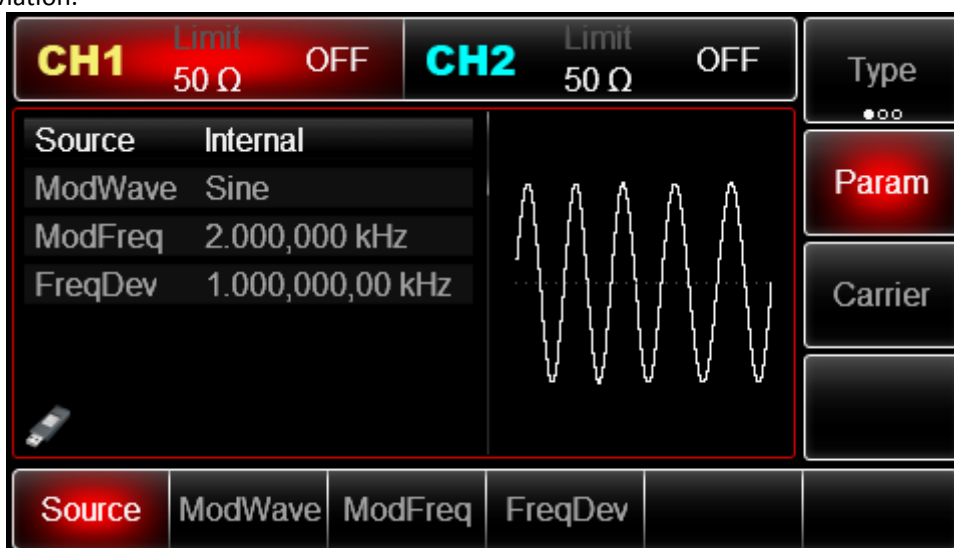 CH1 Limit 50 Ω OFF CH2 Limit 50 Ω OFF
Type
Source Internal
ModWave Sine
ModFreq 2.000,000 kHz
FreqDev 1.000,000,00 kHz
Param
Carrier
Source ModWave ModFreq FreqDev